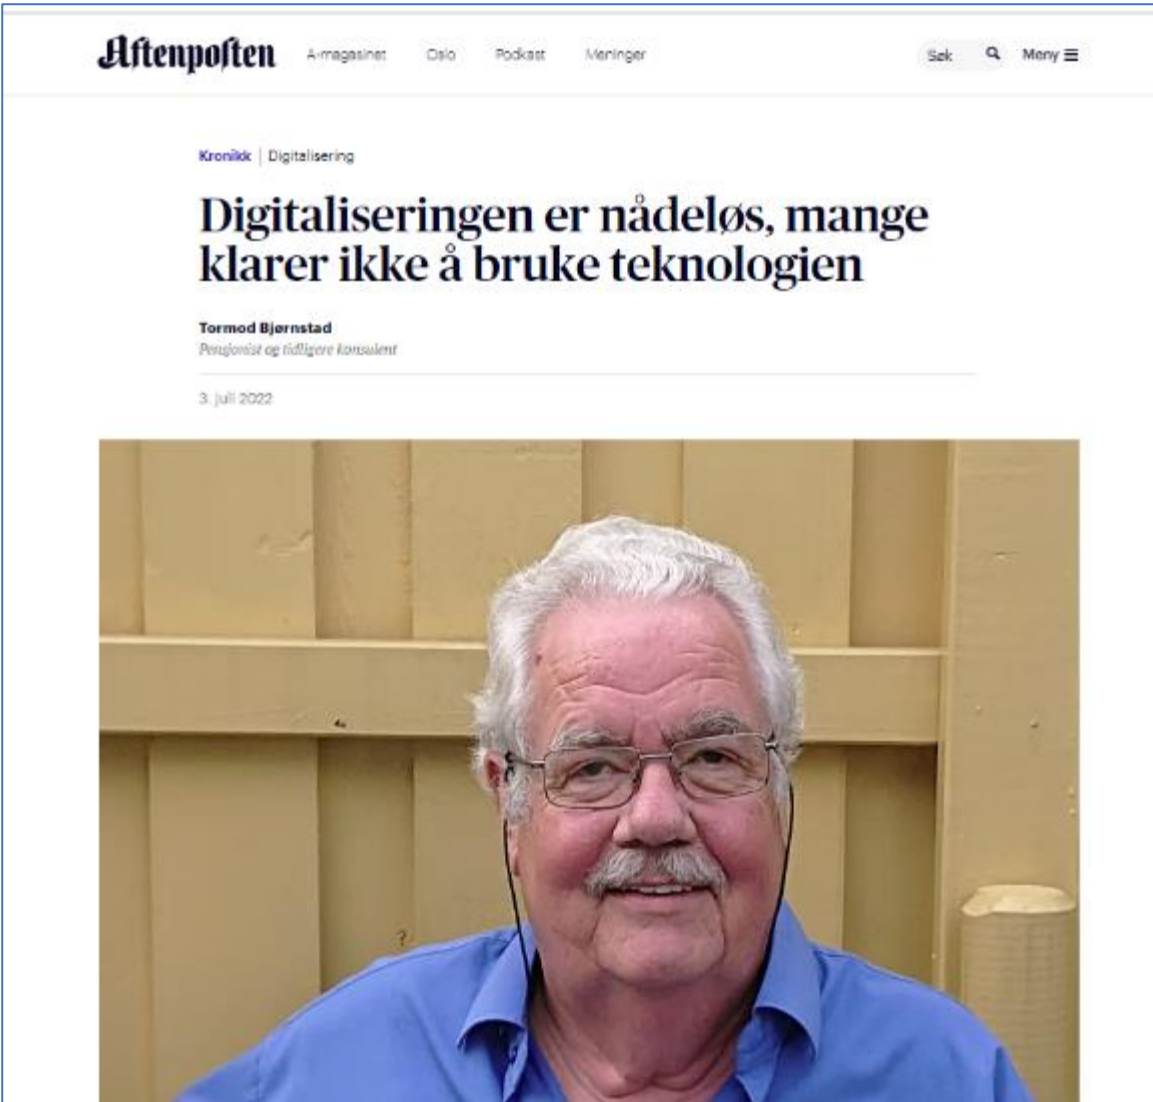 Aftenposten A-magasinet Oslo Podkast Meninger Søk Meny
Kronikk | Digitalisering
Digitaliseringen er nådeløs, mange
klarer ikke å bruke teknologien
Tormod Bjørnstad
Pensjonist og tidligere konsulent
3. juli 2022